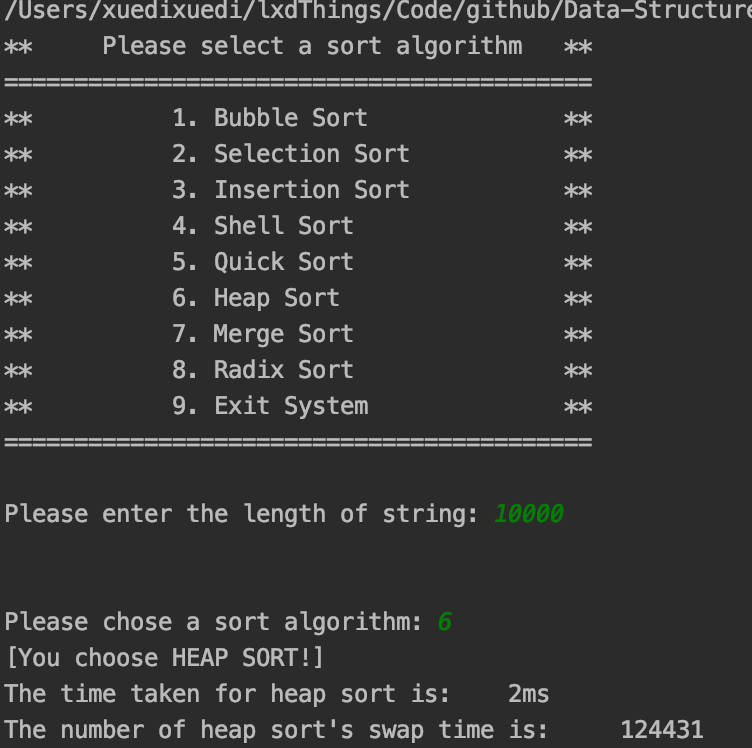 /Users/xuedixuedi/lxdThings/Code/github/Data-Structure
** Please select a sort algorithm **
==========================================
** 1. Bubble Sort **
** 2. Selection Sort **
** 3. Insertion Sort **
** 4. Shell Sort **
** 5. Quick Sort **
** 6. Heap Sort **
** 7. Merge Sort **
** 8. Radix Sort **
** 9. Exit System **
==========================================
Please enter the length of string: 10000
Please chose a sort algorithm: 6
[You choose HEAP SORT!]
The time taken for heap sort is: 2ms
The number of heap sort's swap time is: 124431